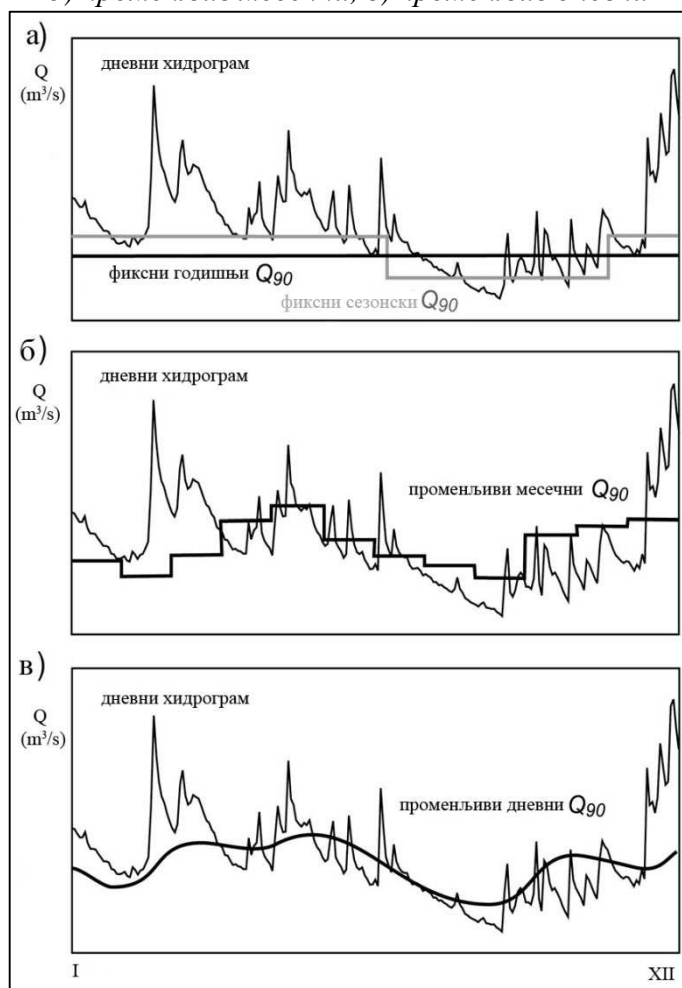 а)
Q
(m³/s)
дневни хидрограм
фиксни годишњи Q90
фиксни сезонски Q90
б)
Q
(m³/s)
дневни хидрограм
променљиви месечни Q90
в)
Q
(m³/s)
дневни хидрограм
променљиви дневни Q90
I XII